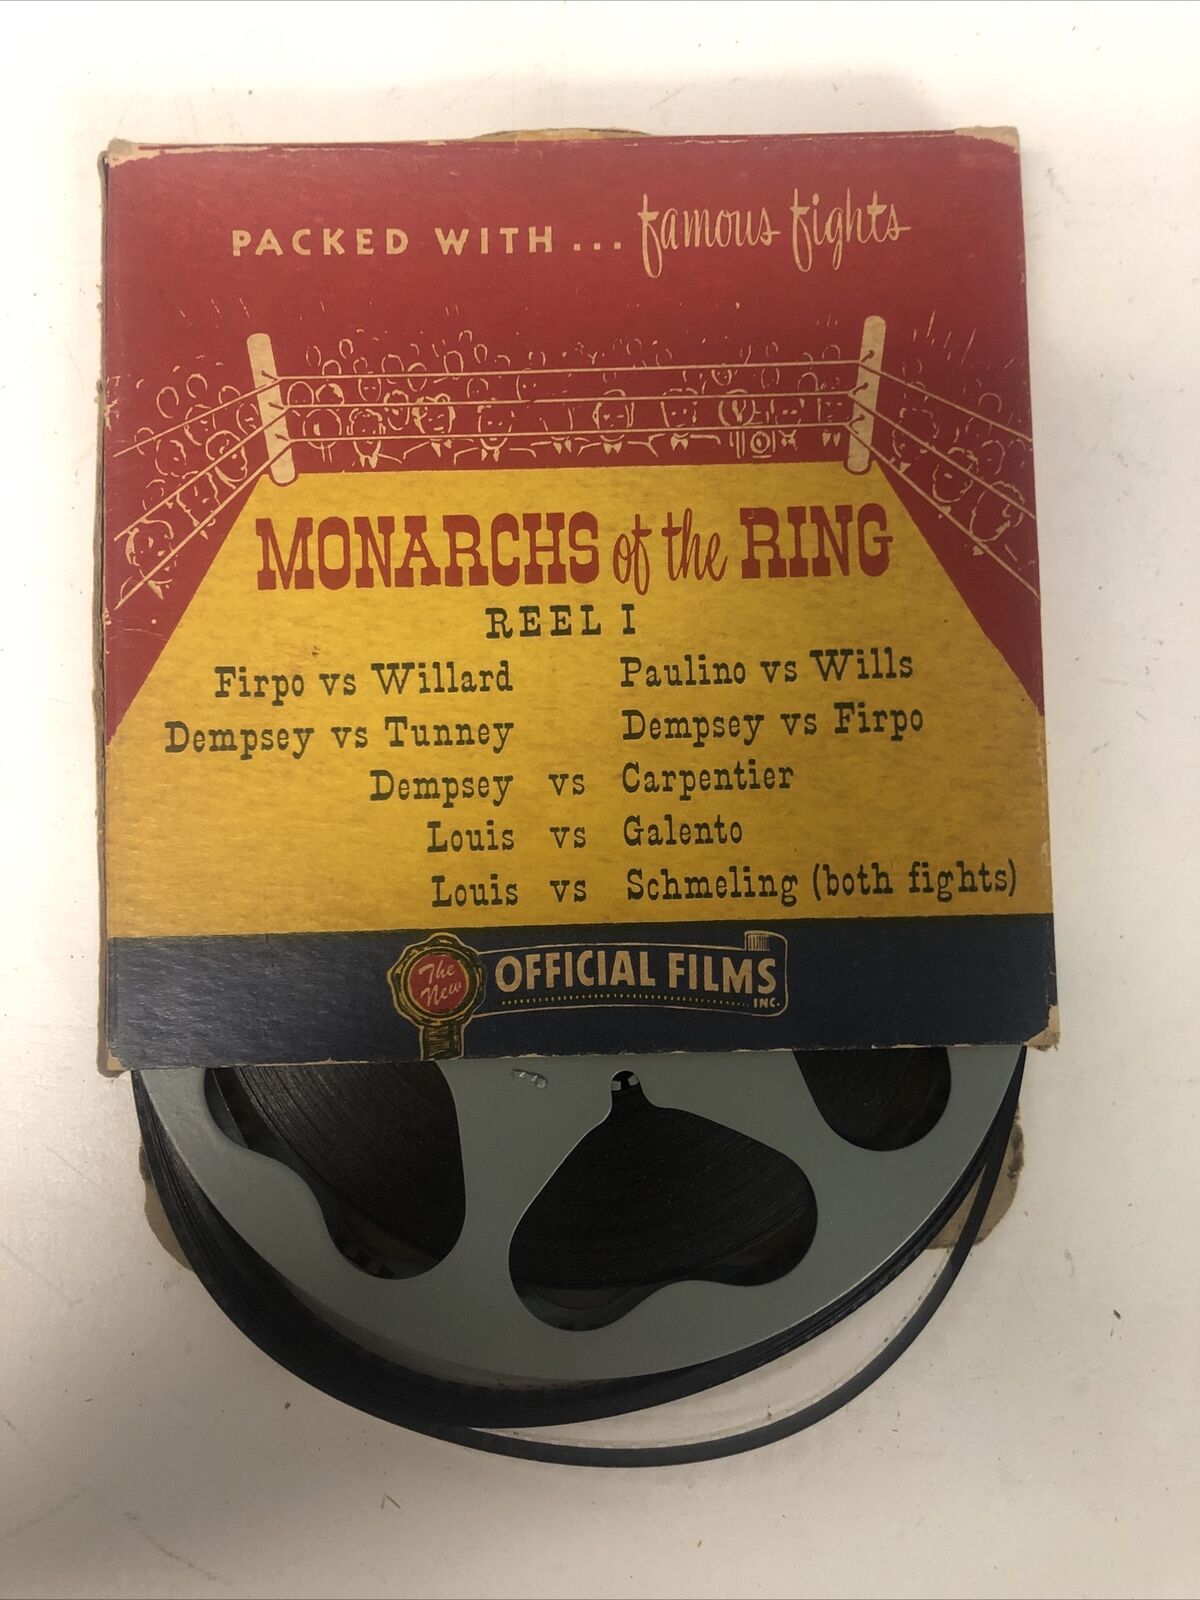 PACKED WITH... famous fights
MONARCHS of the RING
REEL I
Firpo vs Willard Paulino vs Wills
Dempsey vs Tunney Dempsey vs Firpo
Dempsey vs Carpentier
Louis vs Galento
Louis vs Schmeling (both fights)
The New OFFICIAL FILMS INC.